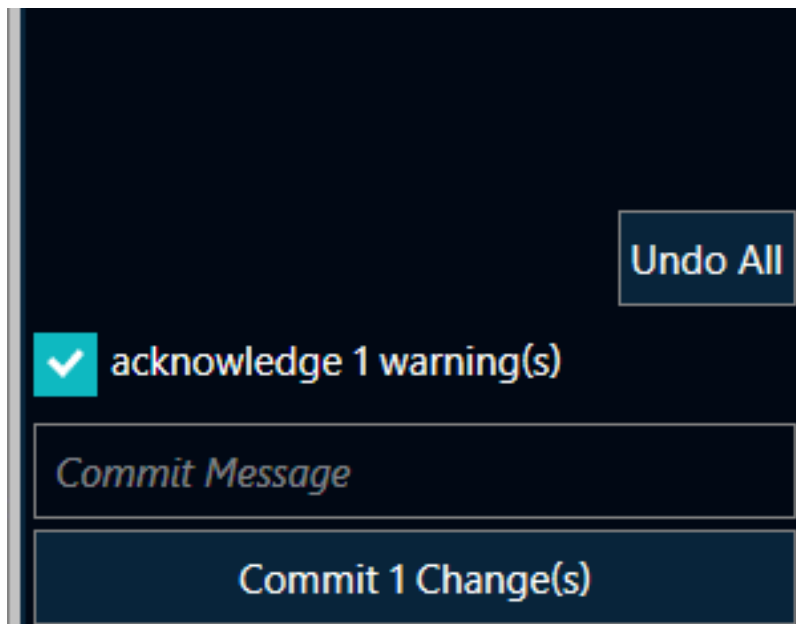 Undo All
acknowledge 1 warning(s)
Commit Message
Commit 1 Change(s)